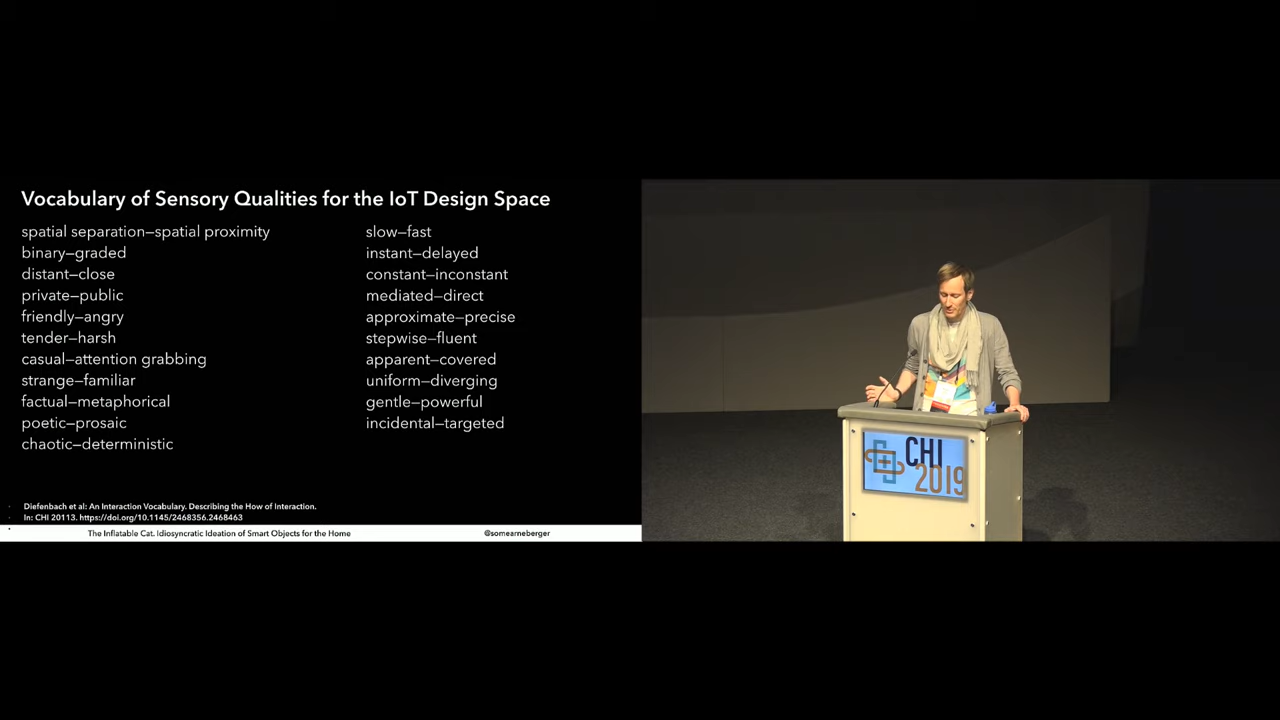 Vocabulary of Sensory Qualities for the IoT Design Space
spatial separation—spatial proximity
binary—graded
distant—close
private—public
friendly—angry
tender—harsh
casual—attention grabbing
strange—familiar
factual—metaphorical
poetic—prosaic
chaotic—deterministic
slow—fast
instant—delayed
constant—inconstant
mediated—direct
approximate—precise
stepwise—fluent
apparent—covered
uniform—diverging
gentle—powerful
incidental—targeted
Diefenbach et al: An Interaction Vocabulary. Describing the How of Interaction.
In: CHI 20113. https://doi.org/10.1145/2468356.2468463
The Inflatable Cat. Idiosyncratic Ideation of Smart Objects for the Home
@somearneberger
CHI
2019